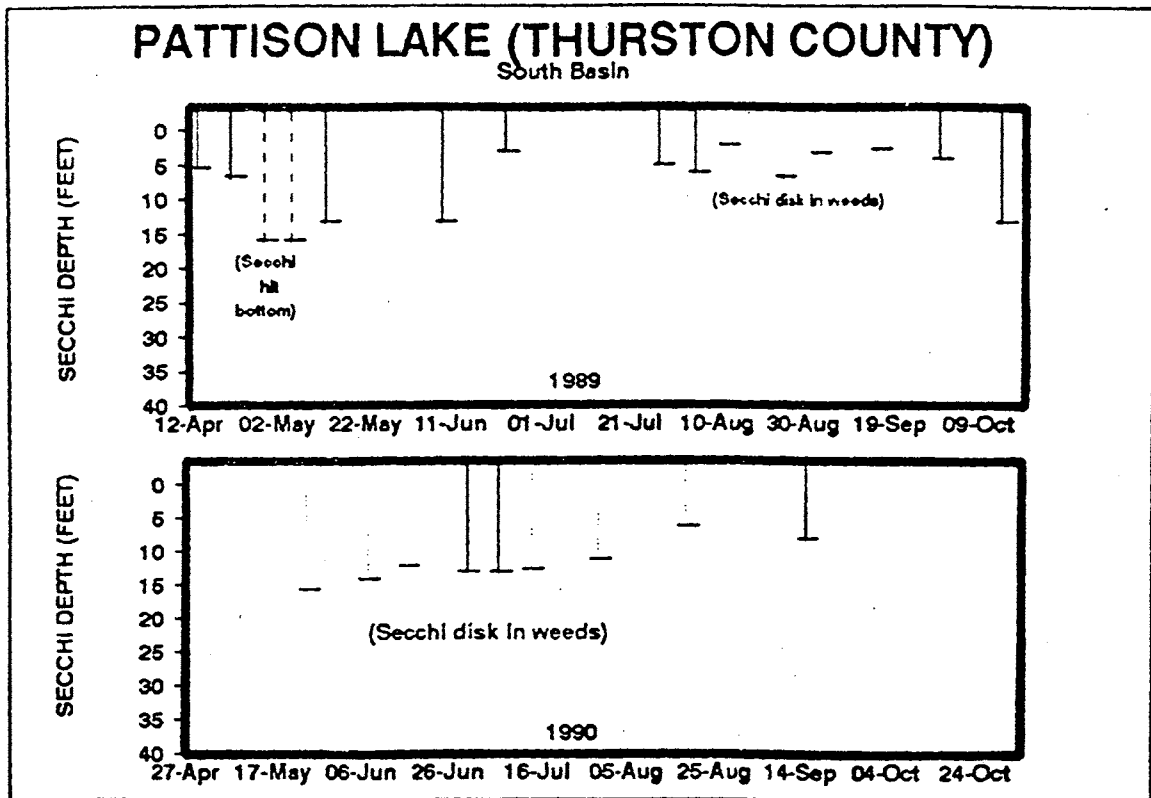 PATTISON LAKE (THURSTON COUNTY)
South Basin
SECCHI DEPTH (FEET)
0
5
10
15
20
25
30
35
40
(Secchi
hit
bottom)
(Secchi disk in weeds)
1989
12-Apr 02-May 22-May 11-Jun 01-Jul 21-Jul 10-Aug 30-Aug 19-Sep 09-Oct
SECCHI DEPTH (FEET)
0
5
10
15
20
25
30
35
40
(Secchi disk in weeds)
1990
27-Apr 17-May 06-Jun 26-Jun 16-Jul 05-Aug 25-Aug 14-Sep 04-Oct 24-Oct